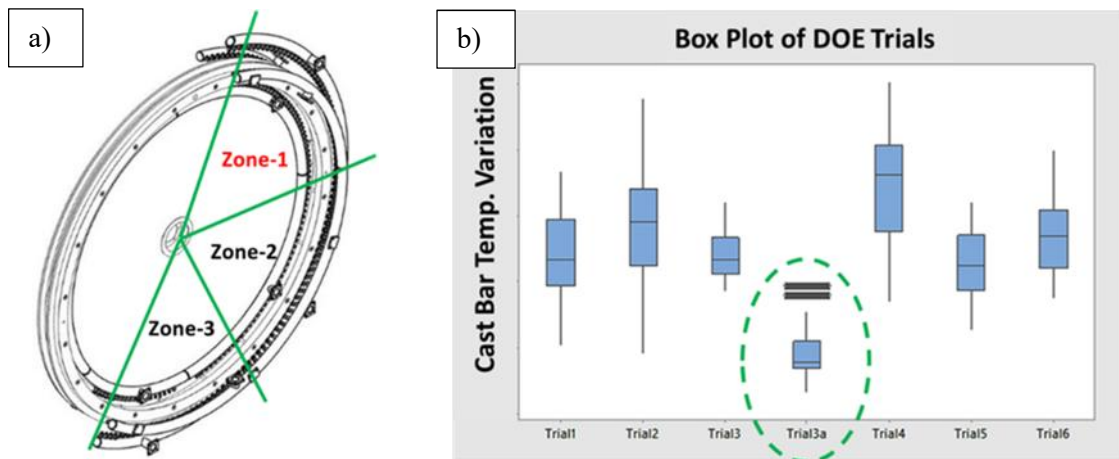 a)
Zone-1
Zone-2
Zone-3
b)
Box Plot of DOE Trials
Cast Bar Temp. Variation
Trial1 Trial2 Trial3 Trial3a Trial4 Trial5 Trial6